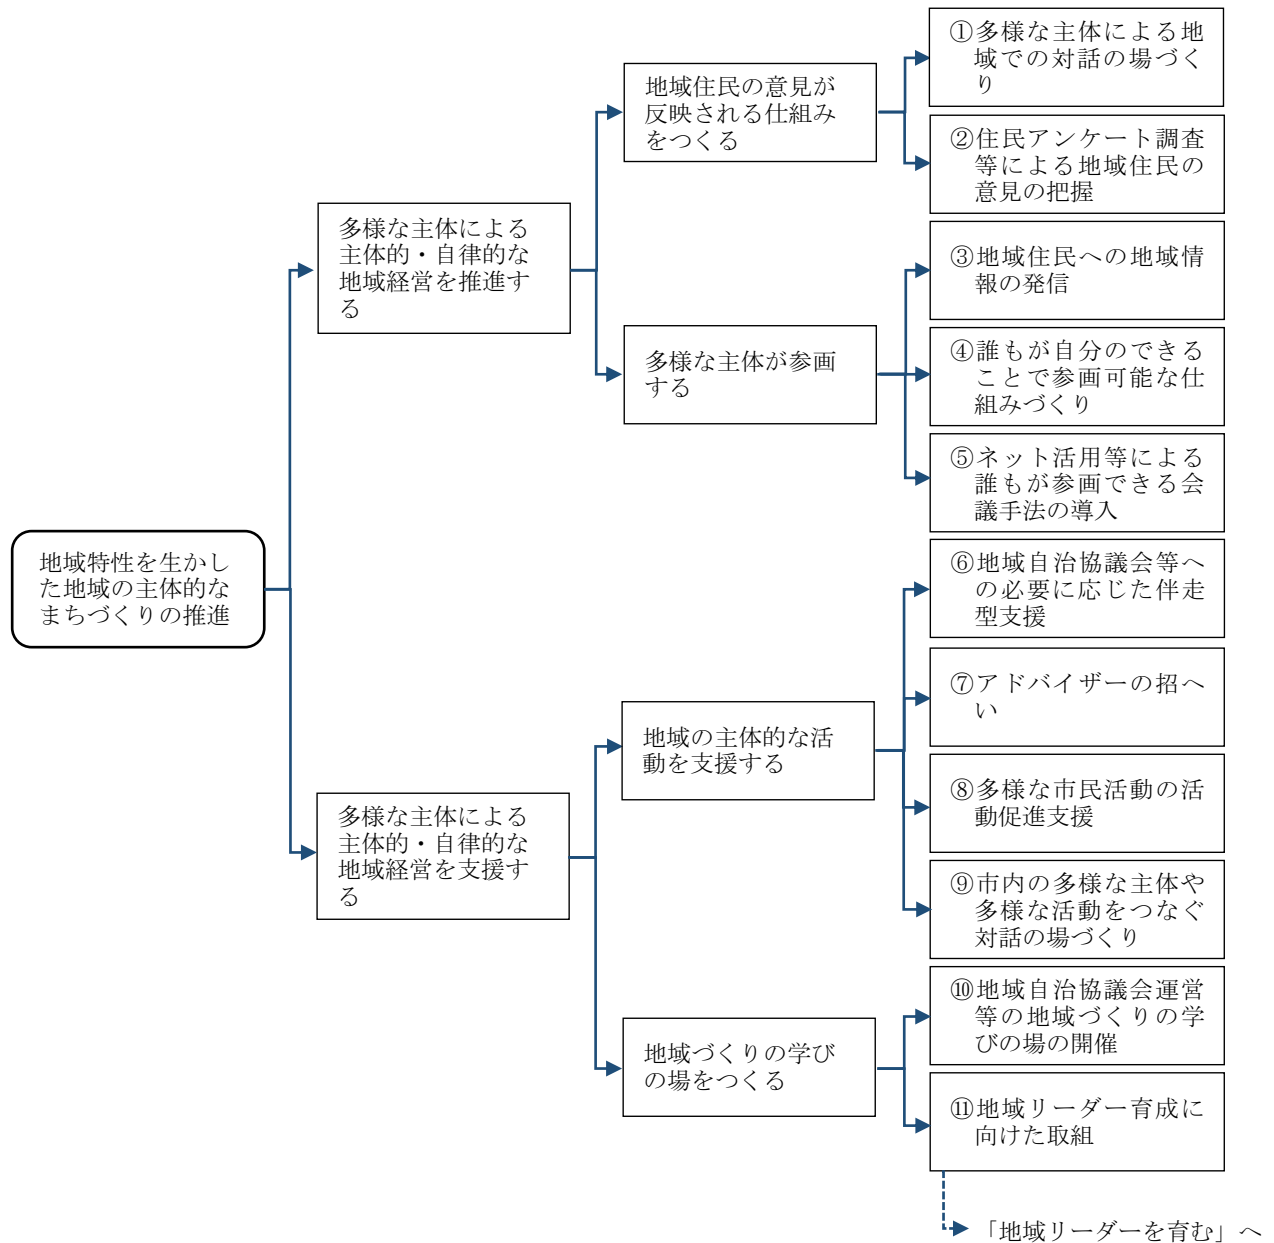 地域特性を生かし
た地域の主体的な
まちづくりの推進
多様な主体による
主体的・自律的な
地域経営を推進す
る
地域住民の意見が
反映される仕組み
をつくる
①多様な主体による地
域での対話の場づく
り
②住民アンケート調査
等による地域住民の
意見の把握
多様な主体が参画
する
③地域住民への地域情
報の発信
④誰もが自分のできる
ことで参画可能な仕
組みづくり
⑤ネット活用等による
誰もが参画できる会
議手法の導入
多様な主体による
主体的・自律的な
地域経営を支援す
る
地域の主体的な活
動を支援する
⑥地域自治協議会等へ
の必要に応じた伴走
型支援
⑦アドバイザーの招へ
い
⑧多様な市民活動の活
動促進支援
⑨市内の多様な主体や
多様な活動をつなぐ
対話の場づくり
地域づくりの学び
の場をつくる
⑩地域自治協議会運営
等の地域づくりの学
びの場の開催
⑪地域リーダー育成に
向けた取組
「地域リーダーを育む」へ